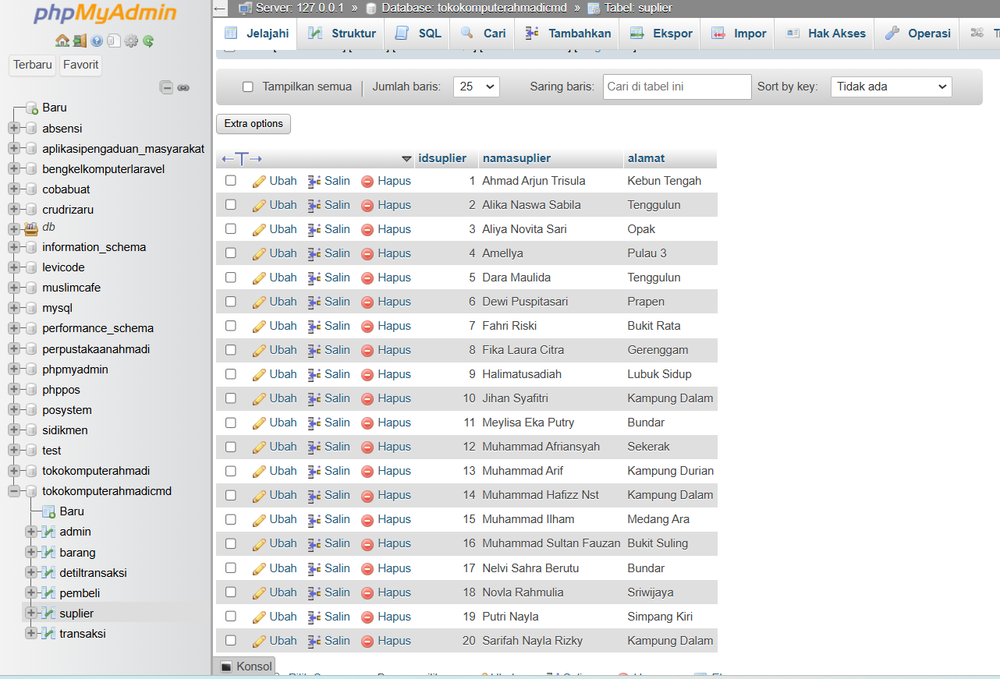 phpMyAdmin
Terbaru Favorit
Baru
absensi
aplikasipengaduan_masyarakat
bengkelkomputerlaravel
cobabuat
crudrizaru
db
information_schema
levicode
muslimcafe
mysql
performance_schema
perpustakaanahmadi
phpmyadmin
phppos
posystem
sidikmen
test
tokokomputerahmadi
tokokomputerahmadicmd
Baru
admin
barang
detiltransaksi
pembeli
suplier
transaksi
Server: 127.0.0.1 » Database: tokokomputerahmadicmd » Tabel: suplier
Jelajahi Struktur SQL Cari Tambahkan Ekspor Impor Hak Akses Operasi
Tampilkan semua | Jumlah baris: 25 Saring baris: Cari di tabel ini Sort by key: Tidak ada
Extra options
←T→ idsuplier namasuplier alamat
Ubah Salin Hapus 1 Ahmad Arjun Trisula Kebun Tengah
Ubah Salin Hapus 2 Alika Naswa Sabila Tenggulun
Ubah Salin Hapus 3 Aliya Novita Sari Opak
Ubah Salin Hapus 4 Amellya Pulau 3
Ubah Salin Hapus 5 Dara Maulida Tenggulun
Ubah Salin Hapus 6 Dewi Puspitasari Prapen
Ubah Salin Hapus 7 Fahri Riski Bukit Rata
Ubah Salin Hapus 8 Fika Laura Citra Gerenggam
Ubah Salin Hapus 9 Halimatusadiah Lubuk Sidup
Ubah Salin Hapus 10 Jihan Syafitri Kampung Dalam
Ubah Salin Hapus 11 Meylisa Eka Putry Bundar
Ubah Salin Hapus 12 Muhammad Afriansyah Sekerak
Ubah Salin Hapus 13 Muhammad Arif Kampung Durian
Ubah Salin Hapus 14 Muhammad Hafizz Nst Kampung Dalam
Ubah Salin Hapus 15 Muhammad Ilham Medang Ara
Ubah Salin Hapus 16 Muhammad Sultan Fauzan Bukit Suling
Ubah Salin Hapus 17 Nelvi Sahra Berutu Bundar
Ubah Salin Hapus 18 Novla Rahmulia Sriwijaya
Ubah Salin Hapus 19 Putri Nayla Simpang Kiri
Ubah Salin Hapus 20 Sarifah Nayla Rizky Kampung Dalam
Konsol